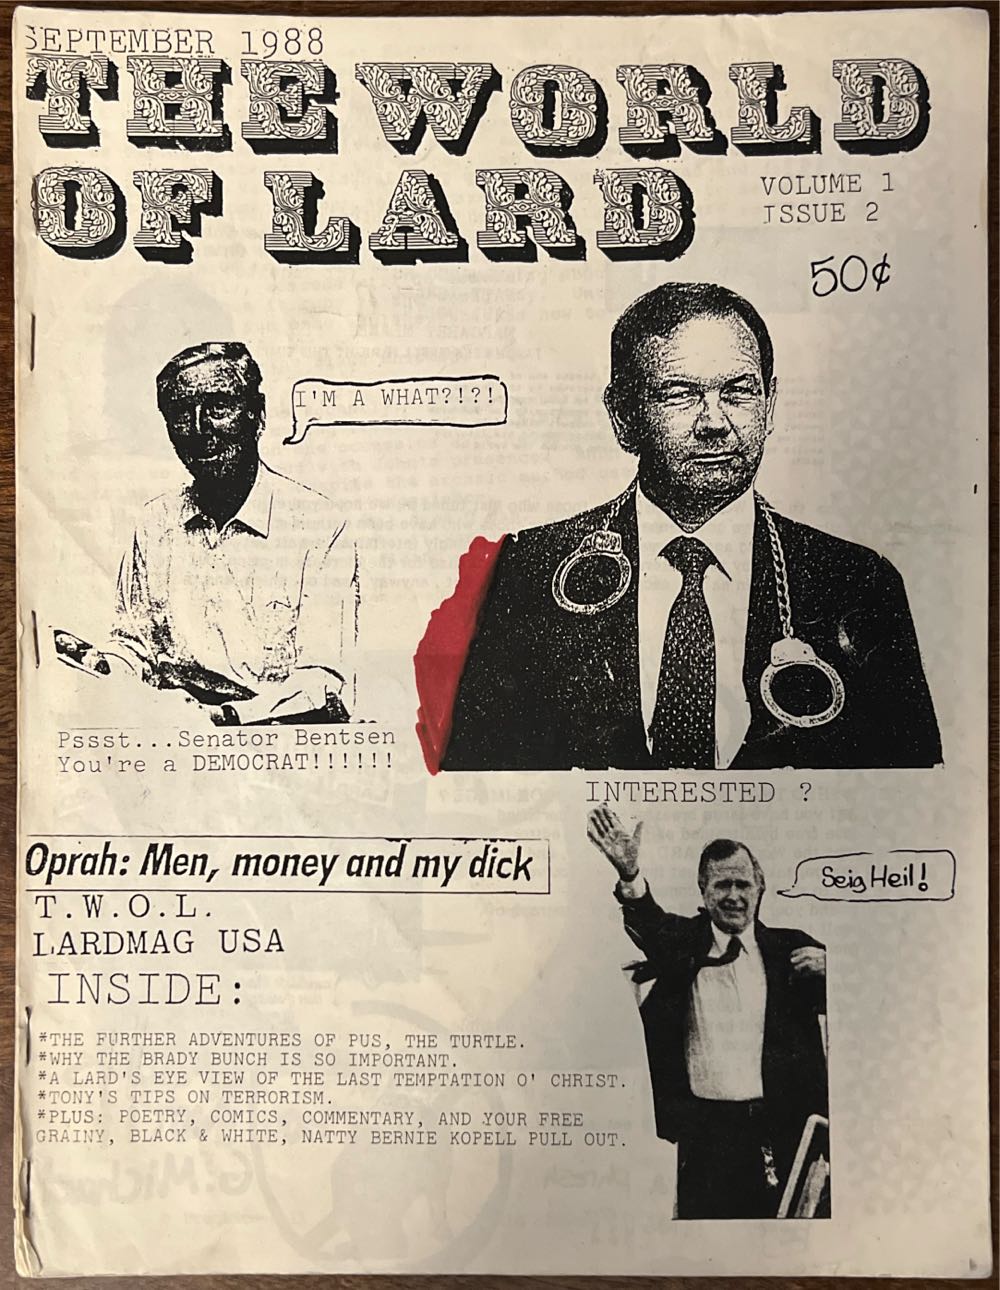 SEPTEMBER 1988
THE WORLD
OF LARD
VOLUME 1
ISSUE 2
50¢
I'M A WHAT?!?!
Pssst...Senator Bentsen
You're a DEMOCRAT!!!!!!
INTERESTED ?
Oprah: Men, money and my dick
Seig Heil!
T.W.O.L.
LARDMAG USA
INSIDE:
*THE FURTHER ADVENTURES OF PUS, THE TURTLE.
*WHY THE BRADY BUNCH IS SO IMPORTANT.
*A LARD'S EYE VIEW OF THE LAST TEMPTATION O' CHRIST.
*TONY'S TIPS ON TERRORISM.
*PLUS: POETRY, COMICS, COMMENTARY, AND YOUR FREE
GRAINY, BLACK & WHITE, NATTY BERNIE KOPELL PULL OUT.